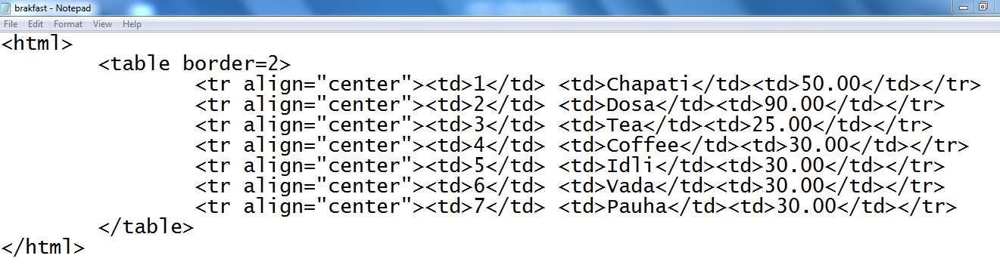 brakfast - Notepad
File Edit Format View Help
<html>
<table border=2>
<tr align="center"><td>1</td> <td>Chapati</td><td>50.00</td></tr>
<tr align="center"><td>2</td> <td>Dosa</td><td>90.00</td></tr>
<tr align="center"><td>3</td> <td>Tea</td><td>25.00</td></tr>
<tr align="center"><td>4</td> <td>Coffee</td><td>30.00</td></tr>
<tr align="center"><td>5</td> <td>Idli</td><td>30.00</td></tr>
<tr align="center"><td>6</td> <td>Vada</td><td>30.00</td></tr>
<tr align="center"><td>7</td> <td>Pauha</td><td>30.00</td></tr>
</table>
</html>